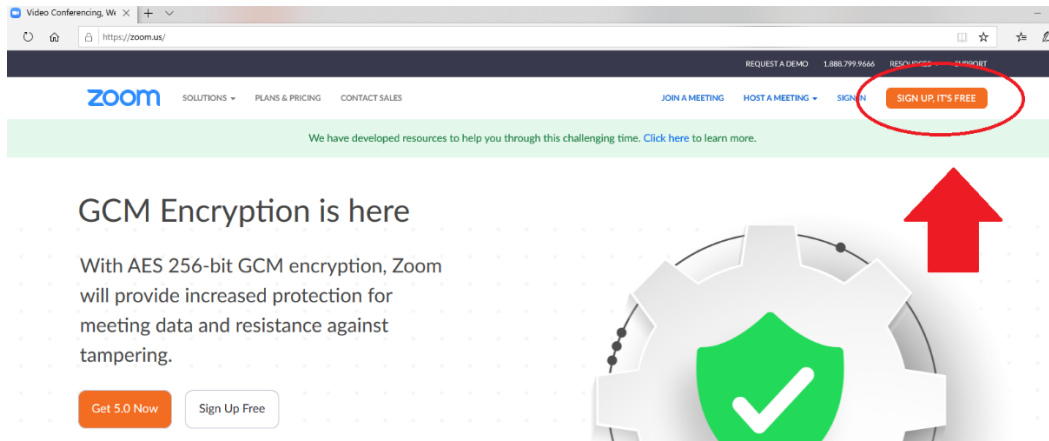 Video Conferencing, We
https://zoom.us/
REQUEST A DEMO 1.888.799.9666 RESOURCES SUPPORT
zoom SOLUTIONS PLANS & PRICING CONTACT SALES JOIN A MEETING HOST A MEETING SIGN IN SIGN UP, IT'S FREE
We have developed resources to help you through this challenging time. Click here to learn more.
GCM Encryption is here
With AES 256-bit GCM encryption, Zoom
will provide increased protection for
meeting data and resistance against
tampering.
Get 5.0 Now Sign Up Free